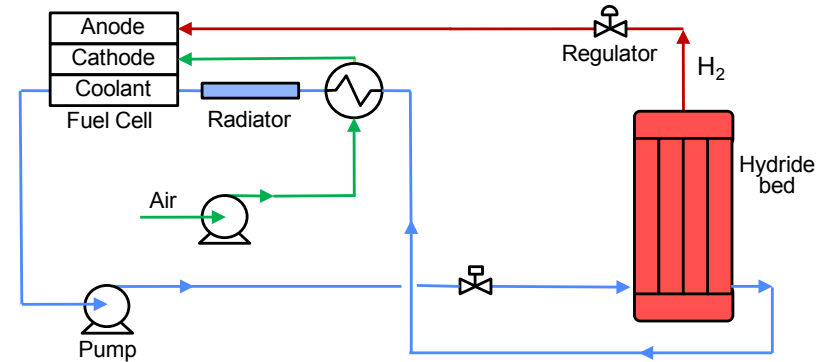 Anode
Cathode
Coolant
Fuel Cell
Radiator
Regulator
H₂
Hydride
bed
Air
Pump